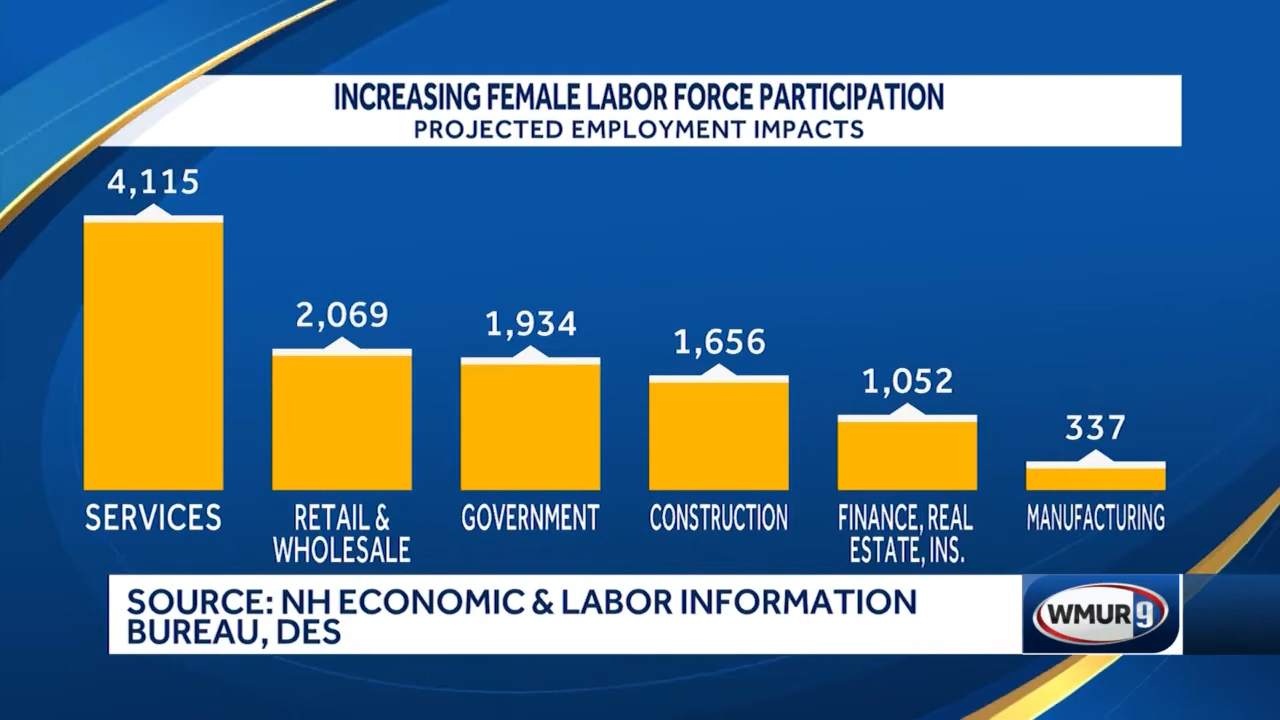 INCREASING FEMALE LABOR FORCE PARTICIPATION
PROJECTED EMPLOYMENT IMPACTS
4,115
2,069
1,934
1,656
1,052
337
SERVICES
RETAIL &
WHOLESALE
GOVERNMENT
CONSTRUCTION
FINANCE, REAL
ESTATE, INS.
MANUFACTURING
SOURCE: NH ECONOMIC & LABOR INFORMATION
BUREAU, DES
WMUR 9